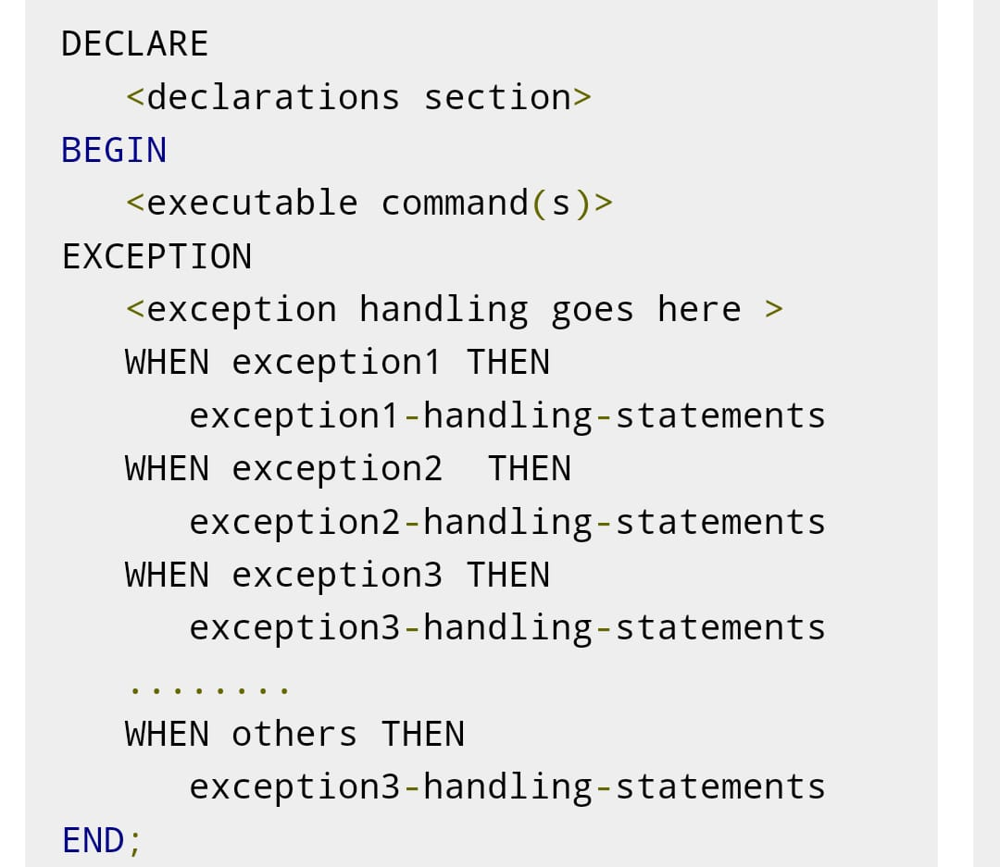 DECLARE
   <declarations section>
BEGIN
   <executable command(s)>
EXCEPTION
   <exception handling goes here >
   WHEN exception1 THEN
      exception1-handling-statements
   WHEN exception2  THEN
      exception2-handling-statements
   WHEN exception3 THEN
      exception3-handling-statements
   ........
   WHEN others THEN
      exception3-handling-statements
END;